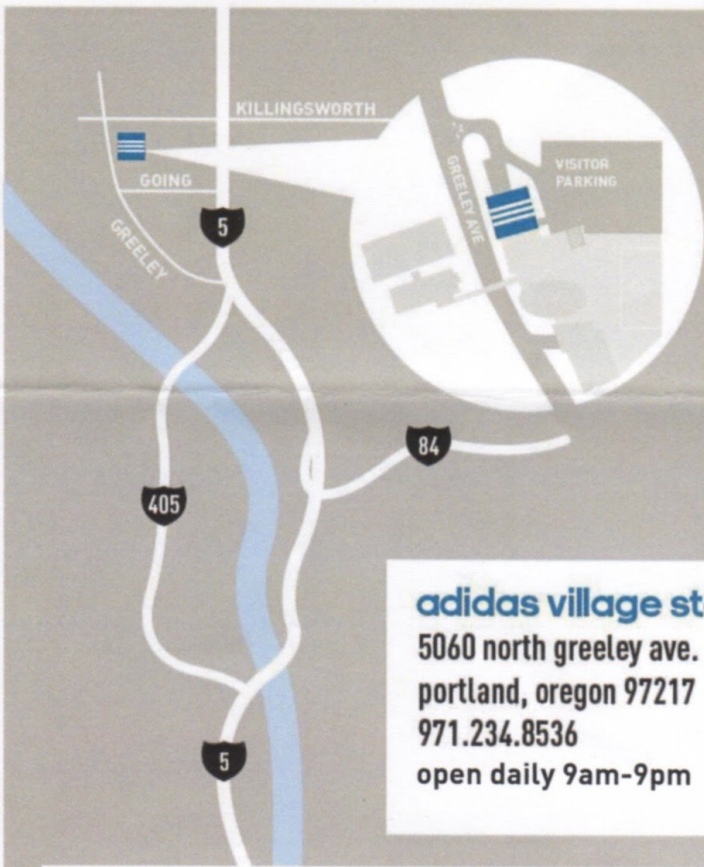 KILLINGSWORTH
GOING
GREELEY
5
GREELEY AVE
VISITOR
PARKING
84
405
adidas village st
5060 north greeley ave.
portland, oregon 97217
971.234.8536
open daily 9am-9pm
5